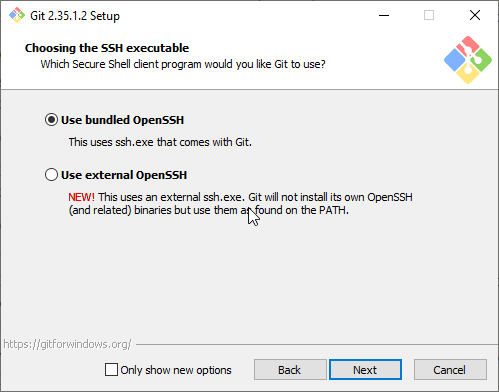 Git 2.35.1.2 Setup
Choosing the SSH executable
Which Secure Shell client program would you like Git to use?
Use bundled OpenSSH
This uses ssh.exe that comes with Git.
Use external OpenSSH
NEW! This uses an external ssh.exe. Git will not install its own OpenSSH
(and related) binaries but use them as found on the PATH.
https://gitforwindows.org/
Only show new options
Back
Next
Cancel